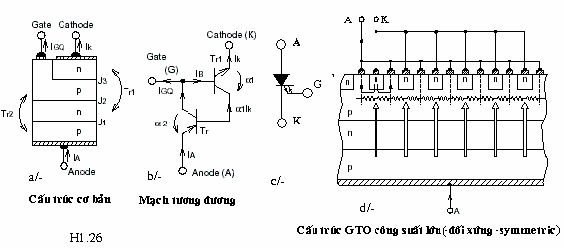 Gate Cathode
IGQ Ik
n
n J3
p
J2
n
J1
p
Tr2
Tr1
IA
Anode
a/-
Cấu trúc cơ bản
H1.26
Cathode (K)
Tr1 Ik
(G) IB
Gate
α1
IGQ
α1Ik
α2
Tr
IA
Anode (A)
b/-
Mạch tương đương
A
G
K
c/-
A K
n n n n n n
p
n
p
A
d/-
Cấu trúc GTO công suất lớn (-đối xứng -symmetric)